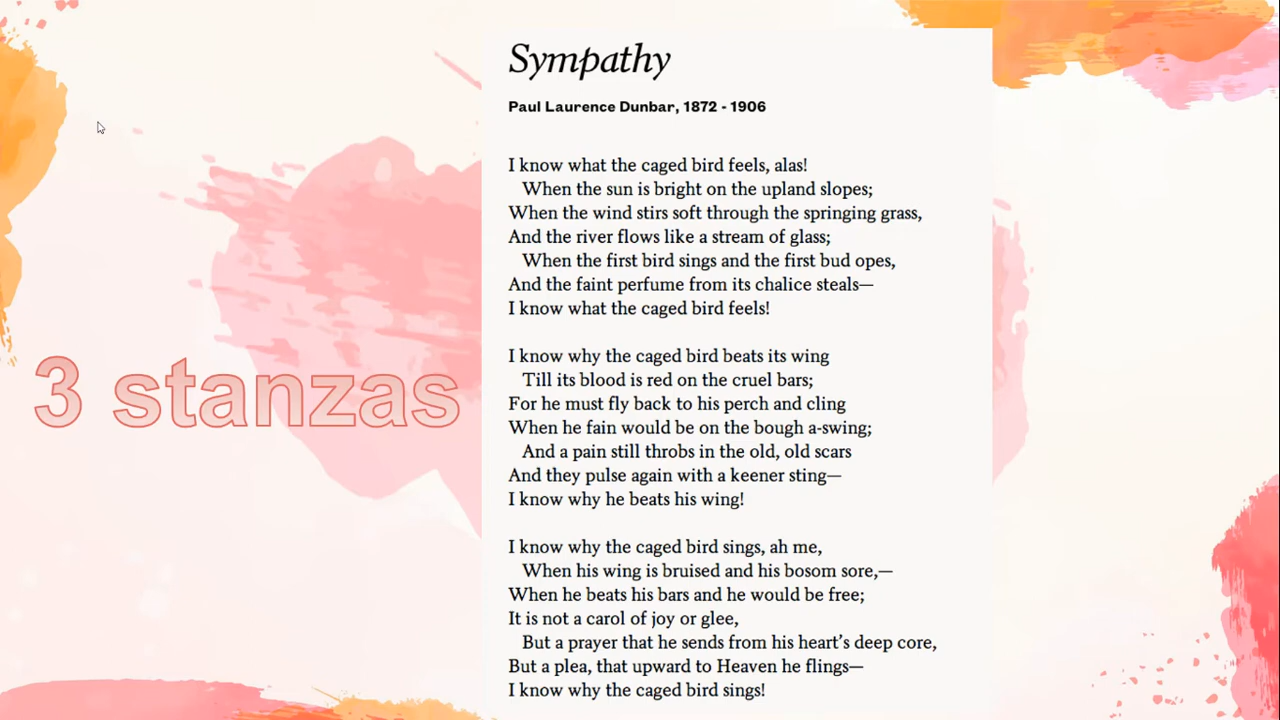 3 stanzas
Sympathy
Paul Laurence Dunbar, 1872 - 1906
I know what the caged bird feels, alas!
When the sun is bright on the upland slopes;
When the wind stirs soft through the springing grass,
And the river flows like a stream of glass;
When the first bird sings and the first bud opes,
And the faint perfume from its chalice steals—
I know what the caged bird feels!
I know why the caged bird beats its wing
Till its blood is red on the cruel bars;
For he must fly back to his perch and cling
When he fain would be on the bough a-swing;
And a pain still throbs in the old, old scars
And they pulse again with a keener sting—
I know why he beats his wing!
I know why the caged bird sings, ah me,
When his wing is bruised and his bosom sore,—
When he beats his bars and he would be free;
It is not a carol of joy or glee,
But a prayer that he sends from his heart’s deep core,
But a plea, that upward to Heaven he flings—
I know why the caged bird sings!